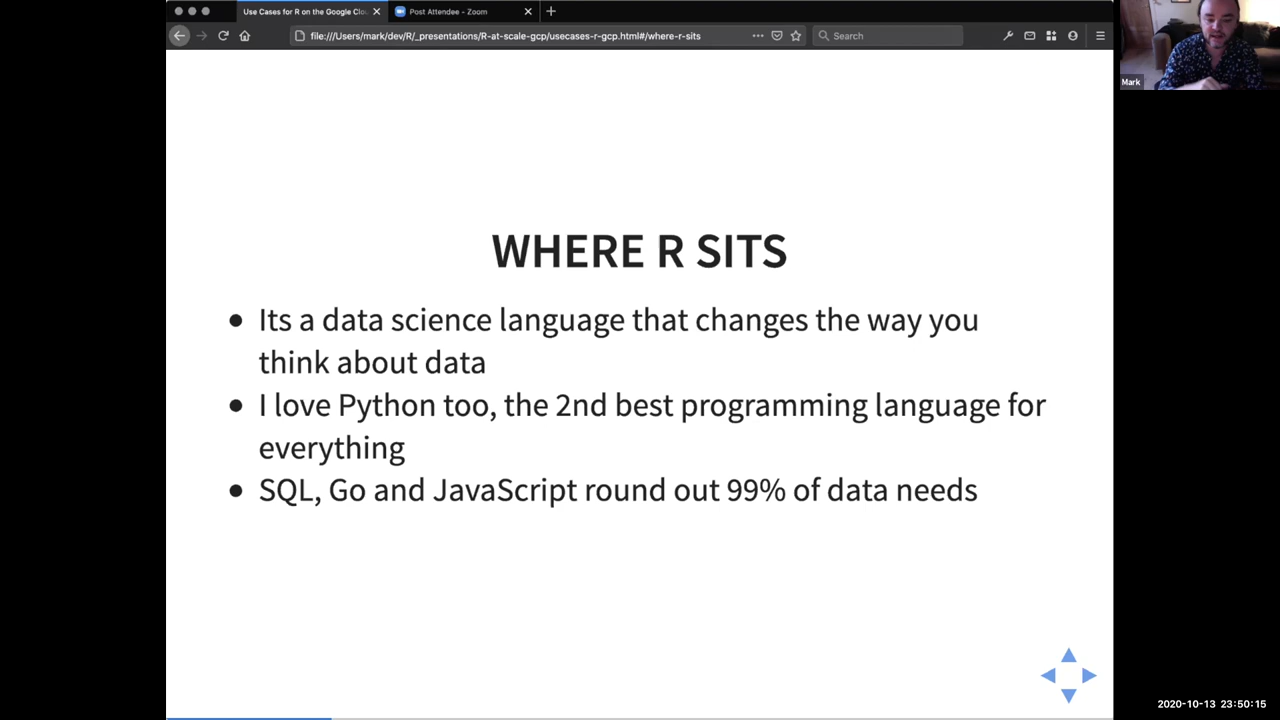 Use Cases for R on the Google Clou
Post Attendee - Zoom
file:///Users/mark/dev/R/_presentations/R-at-scale-gcp/usecases-r-gcp.html#/where-r-sits
Search
Mark
WHERE R SITS
Its a data science language that changes the way you
think about data
I love Python too, the 2nd best programming language for
everything
SQL, Go and JavaScript round out 99% of data needs
2020-10-13 23:50:15